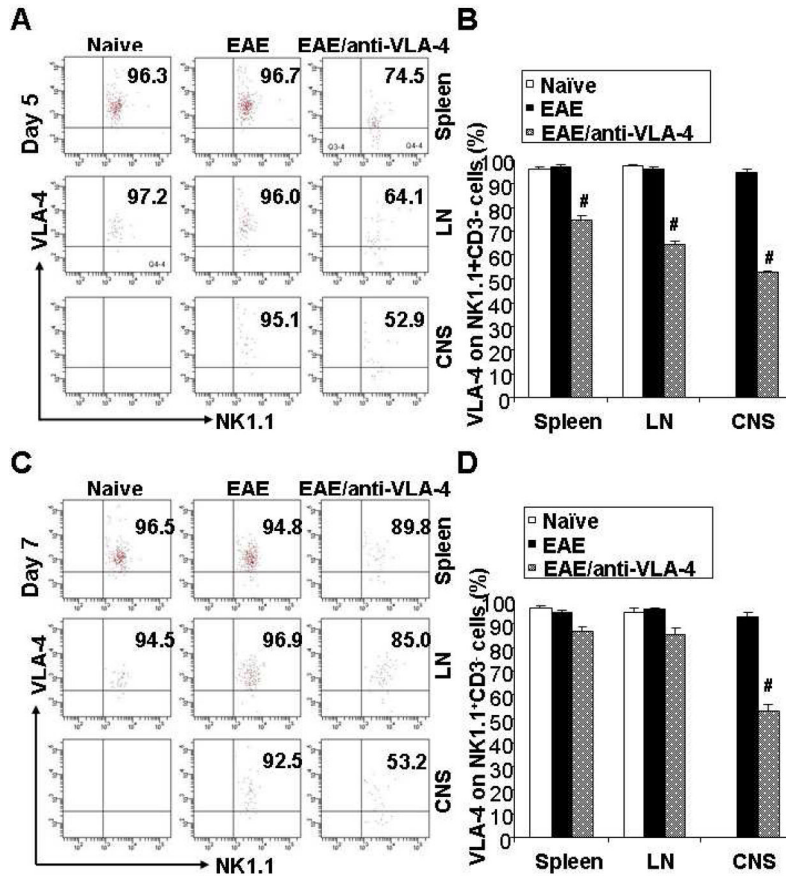 A
Naive EAE EAE/anti-VLA-4
Day 5
96.3 96.7 74.5
Spleen
Q3-4 Q4-4
97.2 96.0 64.1
LN
Q4-4
VLA-4
95.1 52.9
CNS
NK1.1
B
Naïve
EAE
EAE/anti-VLA-4
VLA-4 on NK1.1+CD3- cells (%)
100
90
80
70
60
50
40
30
20
10
0
# # #
Spleen LN CNS
C
Naive EAE EAE/anti-VLA-4
Day 7
96.5 94.8 89.8
Spleen
94.5 96.9 85.0
LN
VLA-4
92.5 53.2
CNS
NK1.1
D
Naïve
EAE
EAE/anti-VLA-4
VLA-4 on NK1.1⁺CD3⁻ cells (%)
100
90
80
70
60
50
40
30
20
10
0
#
Spleen LN CNS